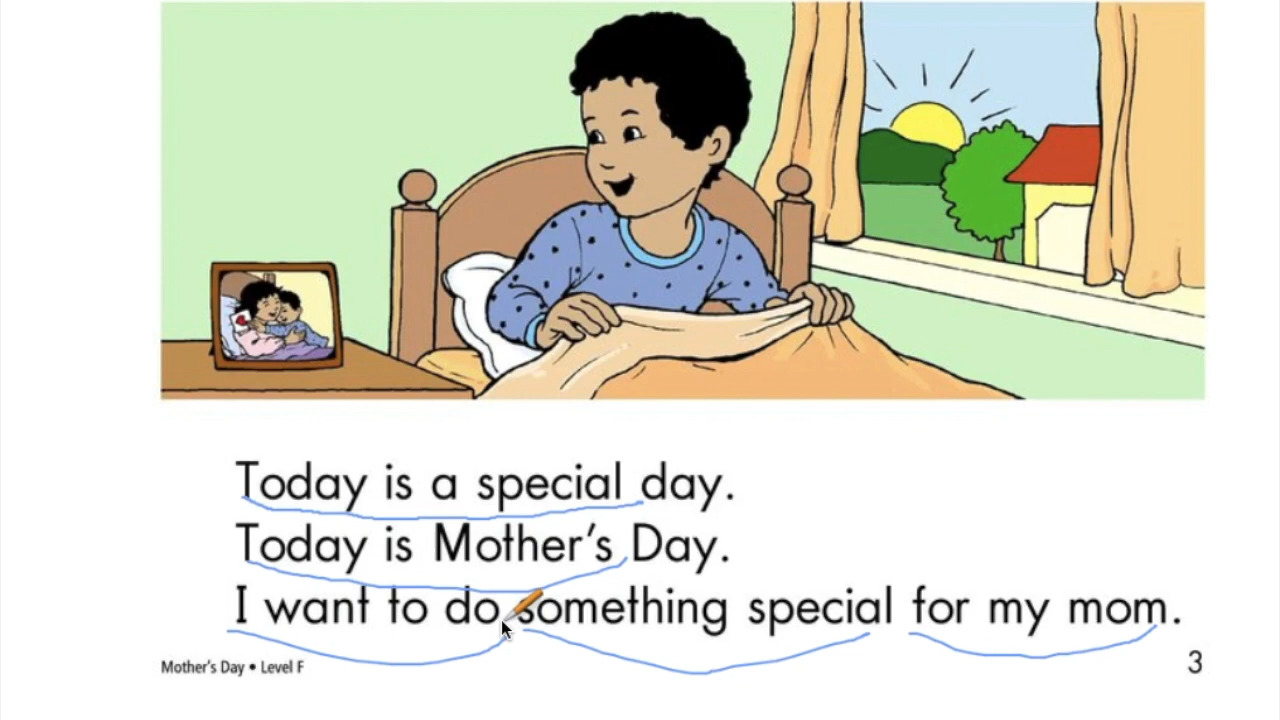 Today is a special day.
Today is Mother's Day.
I want to do something special for my mom.
Mother's Day • Level F
3